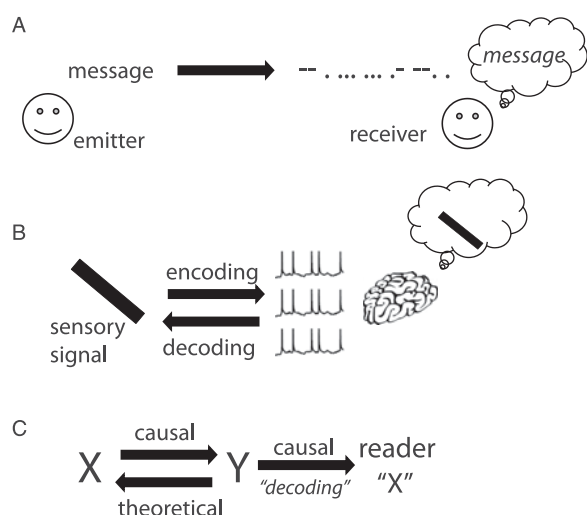 A
message
-- . ... ... .- --. .
message
emitter
receiver
B
encoding
decoding
sensory
signal
C
X
causal
theoretical
Y
causal
"decoding"
reader
"X"